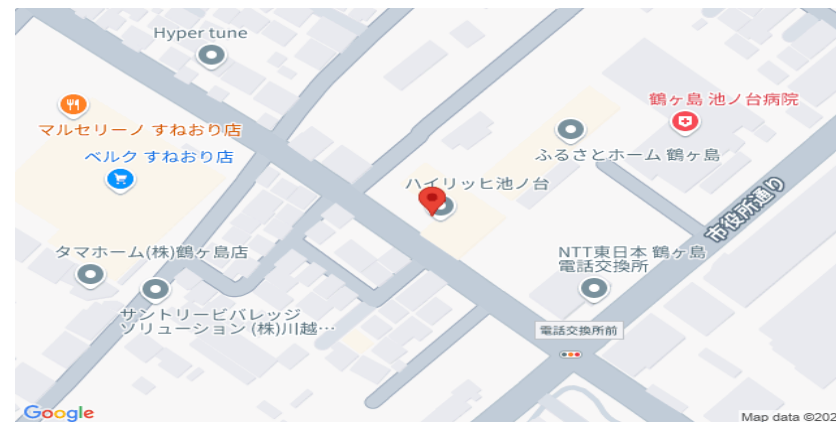 Hyper tune
鶴ヶ島 池ノ台病院
マルセリーノ すねおり店
ベルク すねおり店
ふるさとホーム 鶴ヶ島
ハイリッヒ池ノ台
市役所通り
タマホーム(株)鶴ヶ島店
NTT東日本 鶴ヶ島
電話交換所
サントリービバレッジ
ソリューション (株)川越…
電話交換所前
Google
Map data ©202